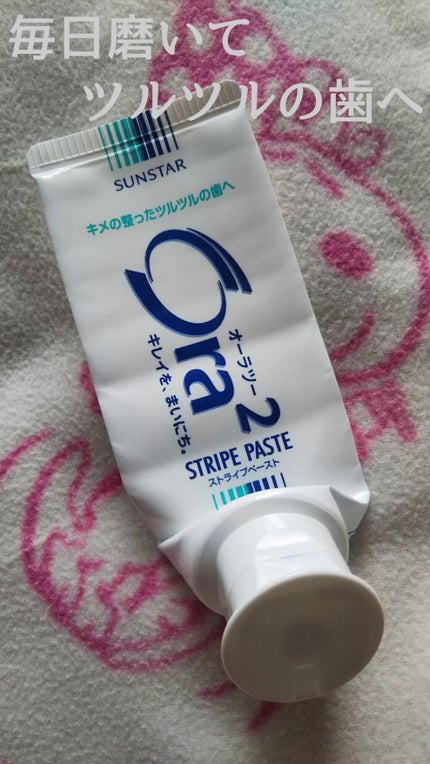 毎日磨いて
ツルツルの歯へ
SUNSTAR
キメの整ったツルツルの歯へ
Ora2
オーラツー
キレイを、まいにち。
STRIPE PASTE
ストライプペースト